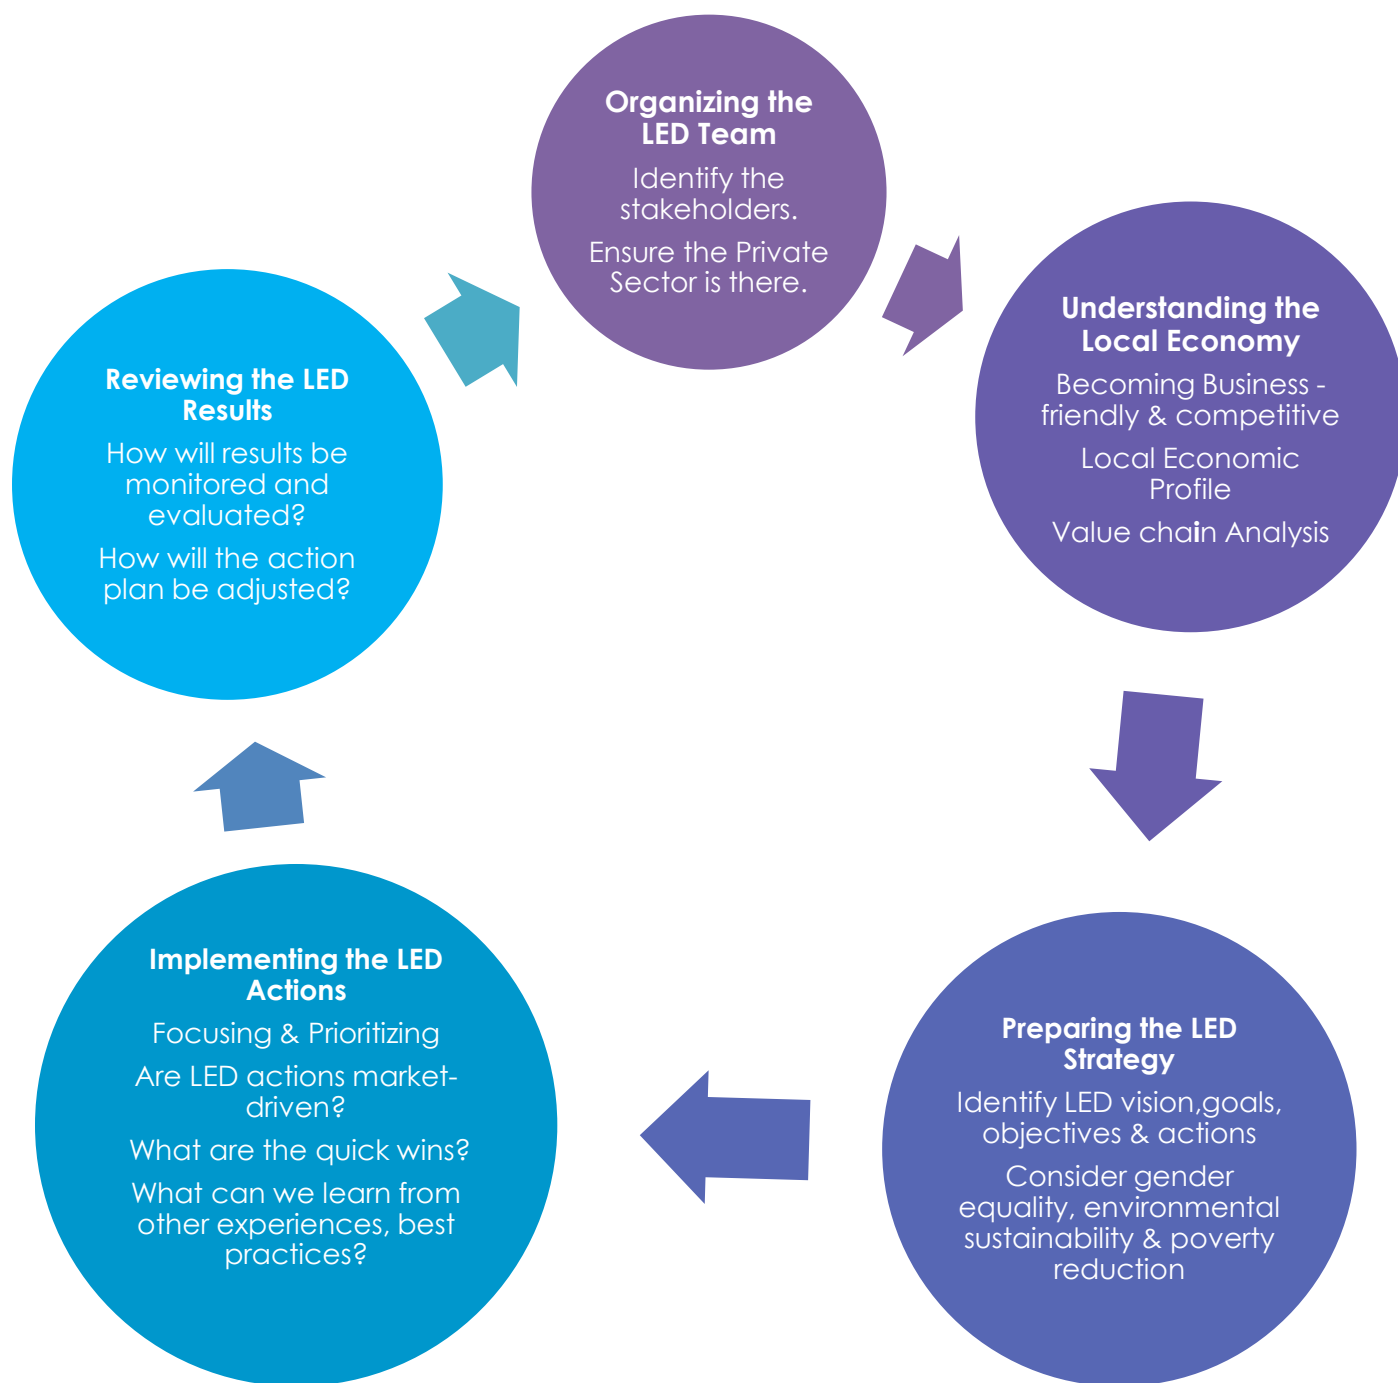 Organizing the
LED Team
Identify the
stakeholders.
Ensure the Private
Sector is there.
Understanding the
Local Economy
Becoming Business -
friendly & competitive
Local Economic
Profile
Value chain Analysis
Preparing the LED
Strategy
Identify LED vision,goals,
objectives & actions
Consider gender
equality, environmental
sustainability & poverty
reduction
Implementing the LED
Actions
Focusing & Prioritizing
Are LED actions market-
driven?
What are the quick wins?
What can we learn from
other experiences, best
practices?
Reviewing the LED
Results
How will results be
monitored and
evaluated?
How will the action
plan be adjusted?